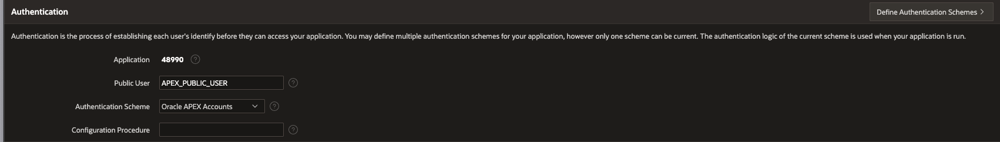 Authentication
Define Authentication Schemes >
Authentication is the process of establishing each user's identify before they can access your application. You may define multiple authentication schemes for your application, however only one scheme can be current. The authentication logic of the current scheme is used when your application is run.
Application 48990 ?
Public User APEX_PUBLIC_USER ?
Authentication Scheme Oracle APEX Accounts ?
Configuration Procedure ?